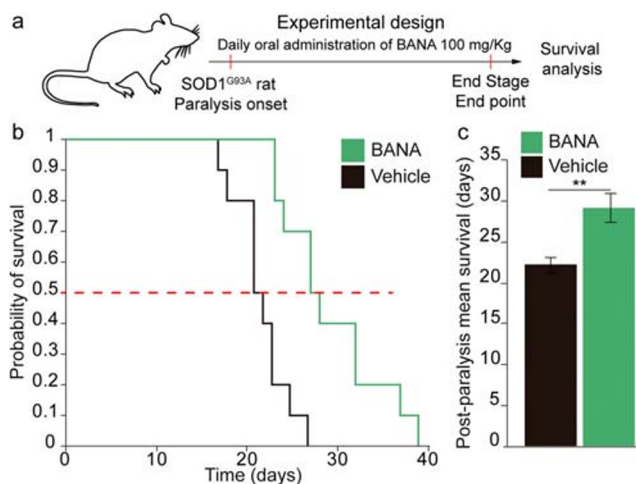 a
Experimental design
Daily oral administration of BANA 100 mg/Kg
Survival
analysis
SOD1G93A rat
Paralysis onset
End Stage
End point
b
BANA
Vehicle
Probability of survival
1
0.9
0.8
0.7
0.6
0.5
0.4
0.3
0.2
0.1
0
0
10
20
30
40
Time (days)
c
BANA
Vehicle
Post-paralysis mean survival (days)
35
30
25
20
15
10
5
0
**